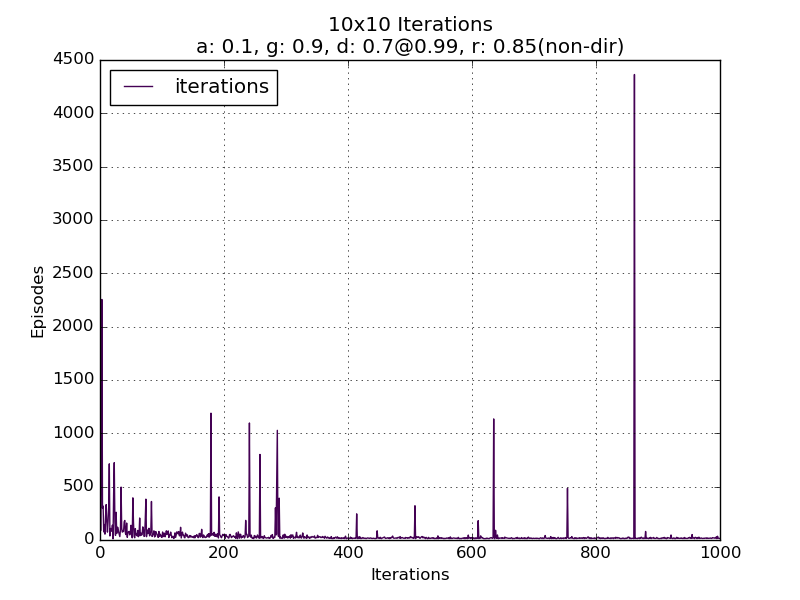 10x10 Iterations
a: 0.1, g: 0.9, d: 0.7@0.99, r: 0.85(non-dir)
4500
iterations
4000
3500
3000
2500
Episodes
2000
1500
1000
500
0
0 200 400 600 800 1000
Iterations